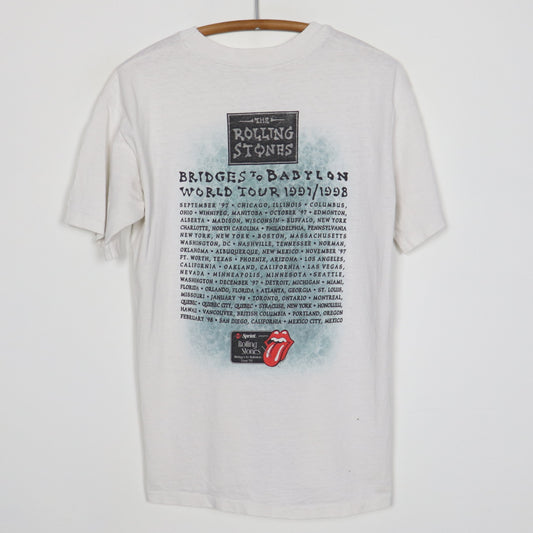 THE
ROLLING
STONES
BRIDGES TO BABYLON
WORLD TOUR 1997/1998
SEPTEMBER '97 • CHICAGO, ILLINOIS • COLUMBUS,
OHIO • WINNIPEG, MANITOBA • OCTOBER '97 • EDMONTON,
ALBERTA • MADISON, WISCONSIN • BUFFALO, NEW YORK
CHARLOTTE, NORTH CAROLINA • PHILADELPHIA, PENNSYLVANIA
NEW YORK, NEW YORK • BOSTON, MASSACHUSETTS
WASHINGTON, DC • NASHVILLE, TENNESSEE • NORMAN,
OKLAHOMA • ALBUQUERQUE, NEW MEXICO • NOVEMBER '97
FT. WORTH, TEXAS • PHOENIX, ARIZONA • LOS ANGELES,
CALIFORNIA • OAKLAND, CALIFORNIA • LAS VEGAS,
NEVADA • MINNEAPOLIS, MINNESOTA • SEATTLE,
WASHINGTON • DECEMBER '97 • DETROIT, MICHIGAN • MIAMI,
FLORIDA • ORLANDO, FLORIDA • ATLANTA, GEORGIA • ST. LOUIS,
MISSOURI • JANUARY '98 • TORONTO, ONTARIO • MONTREAL,
QUEBEC • QUEBEC CITY, QUEBEC • SYRACUSE, NEW YORK • HONOLULU,
HAWAII • VANCOUVER, BRITISH COLUMBIA • PORTLAND, OREGON
FEBRUARY '98 • SAN DIEGO, CALIFORNIA • MEXICO CITY, MEXICO
Sprint
Rolling
Stones
Bridges to Babylon